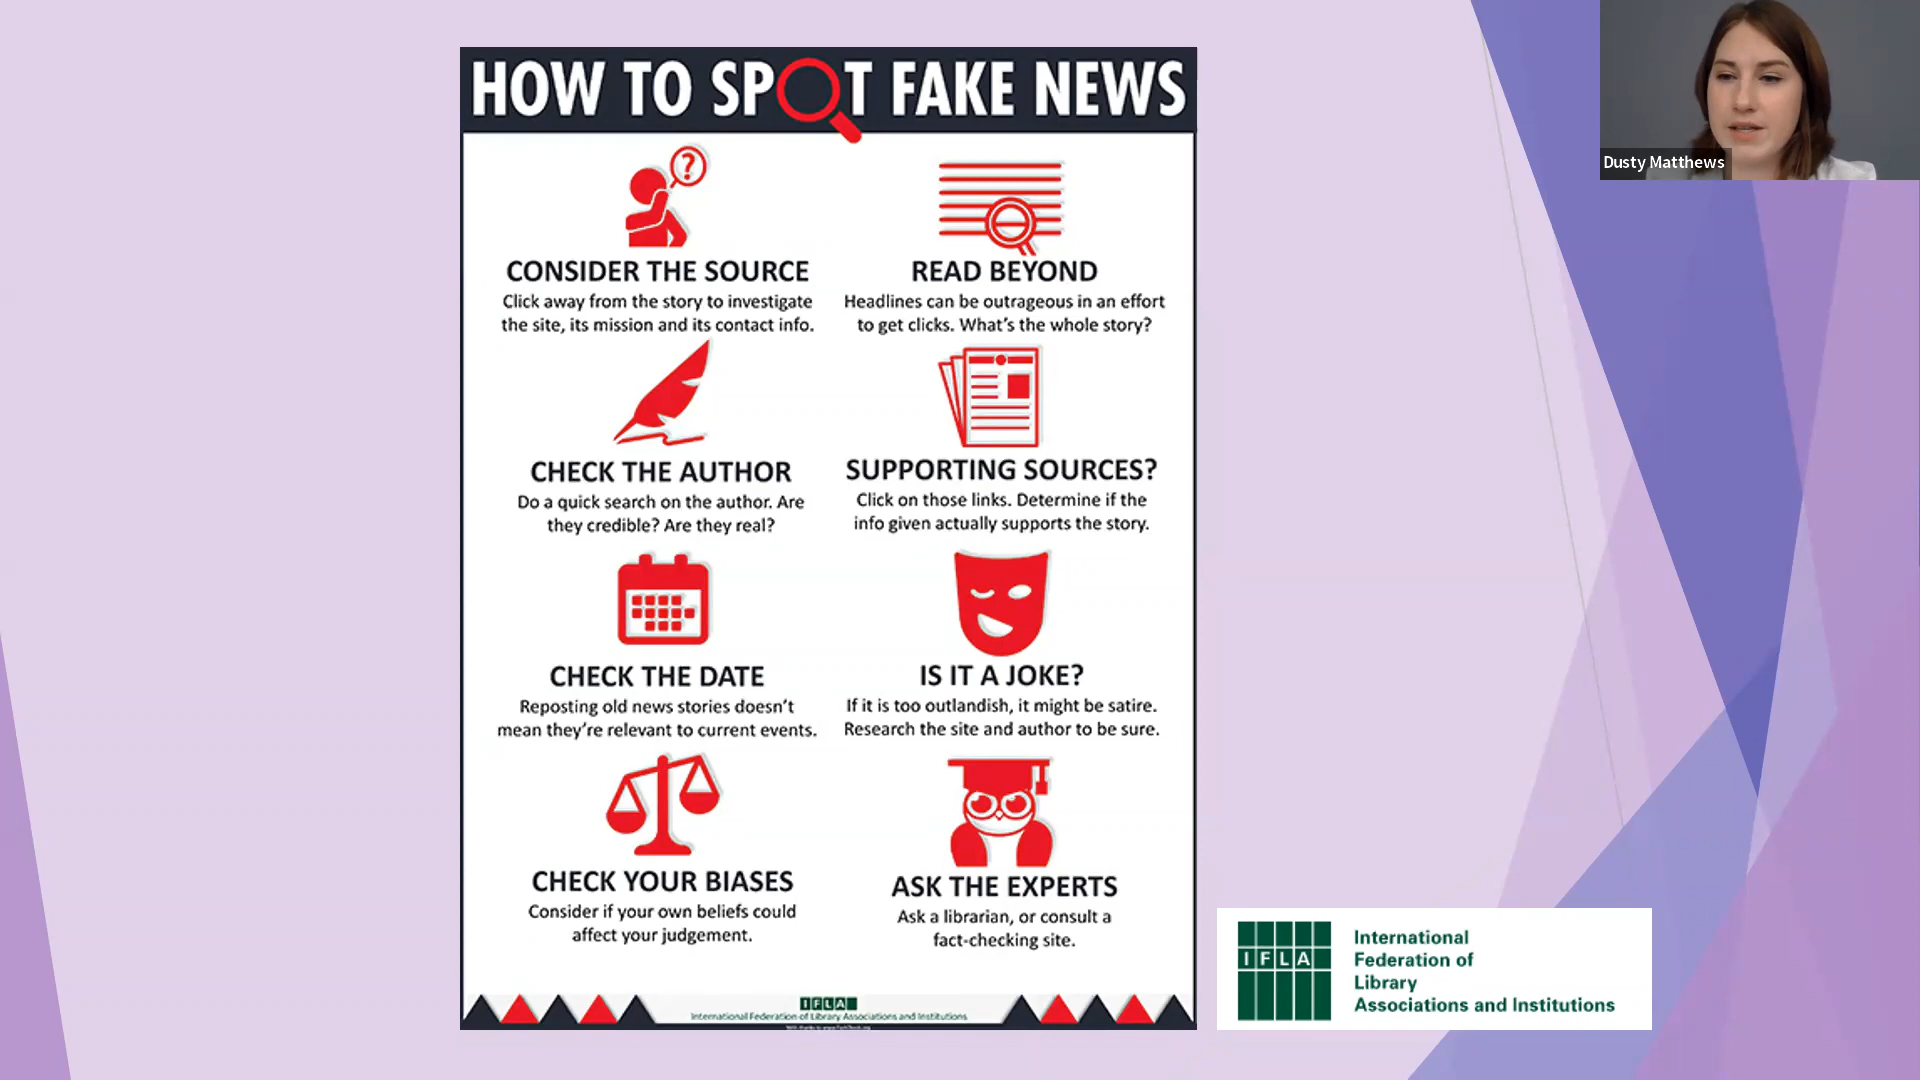 HOW TO SPOT FAKE NEWS
?
CONSIDER THE SOURCE
Click away from the story to investigate
the site, its mission and its contact info.
READ BEYOND
Headlines can be outrageous in an effort
to get clicks. What's the whole story?
CHECK THE AUTHOR
Do a quick search on the author. Are
they credible? Are they real?
SUPPORTING SOURCES?
Click on those links. Determine if the
info given actually supports the story.
CHECK THE DATE
Reposting old news stories doesn't
mean they're relevant to current events.
IS IT A JOKE?
If it is too outlandish, it might be satire.
Research the site and author to be sure.
CHECK YOUR BIASES
Consider if your own beliefs could
affect your judgement.
ASK THE EXPERTS
Ask a librarian, or consult a
fact-checking site.
IFLA
International Federation of Library Associations and Institutions
With thanks to www.FactCheck.org
Dusty Matthews
IFLA
International
Federation of
Library
Associations and Institutions